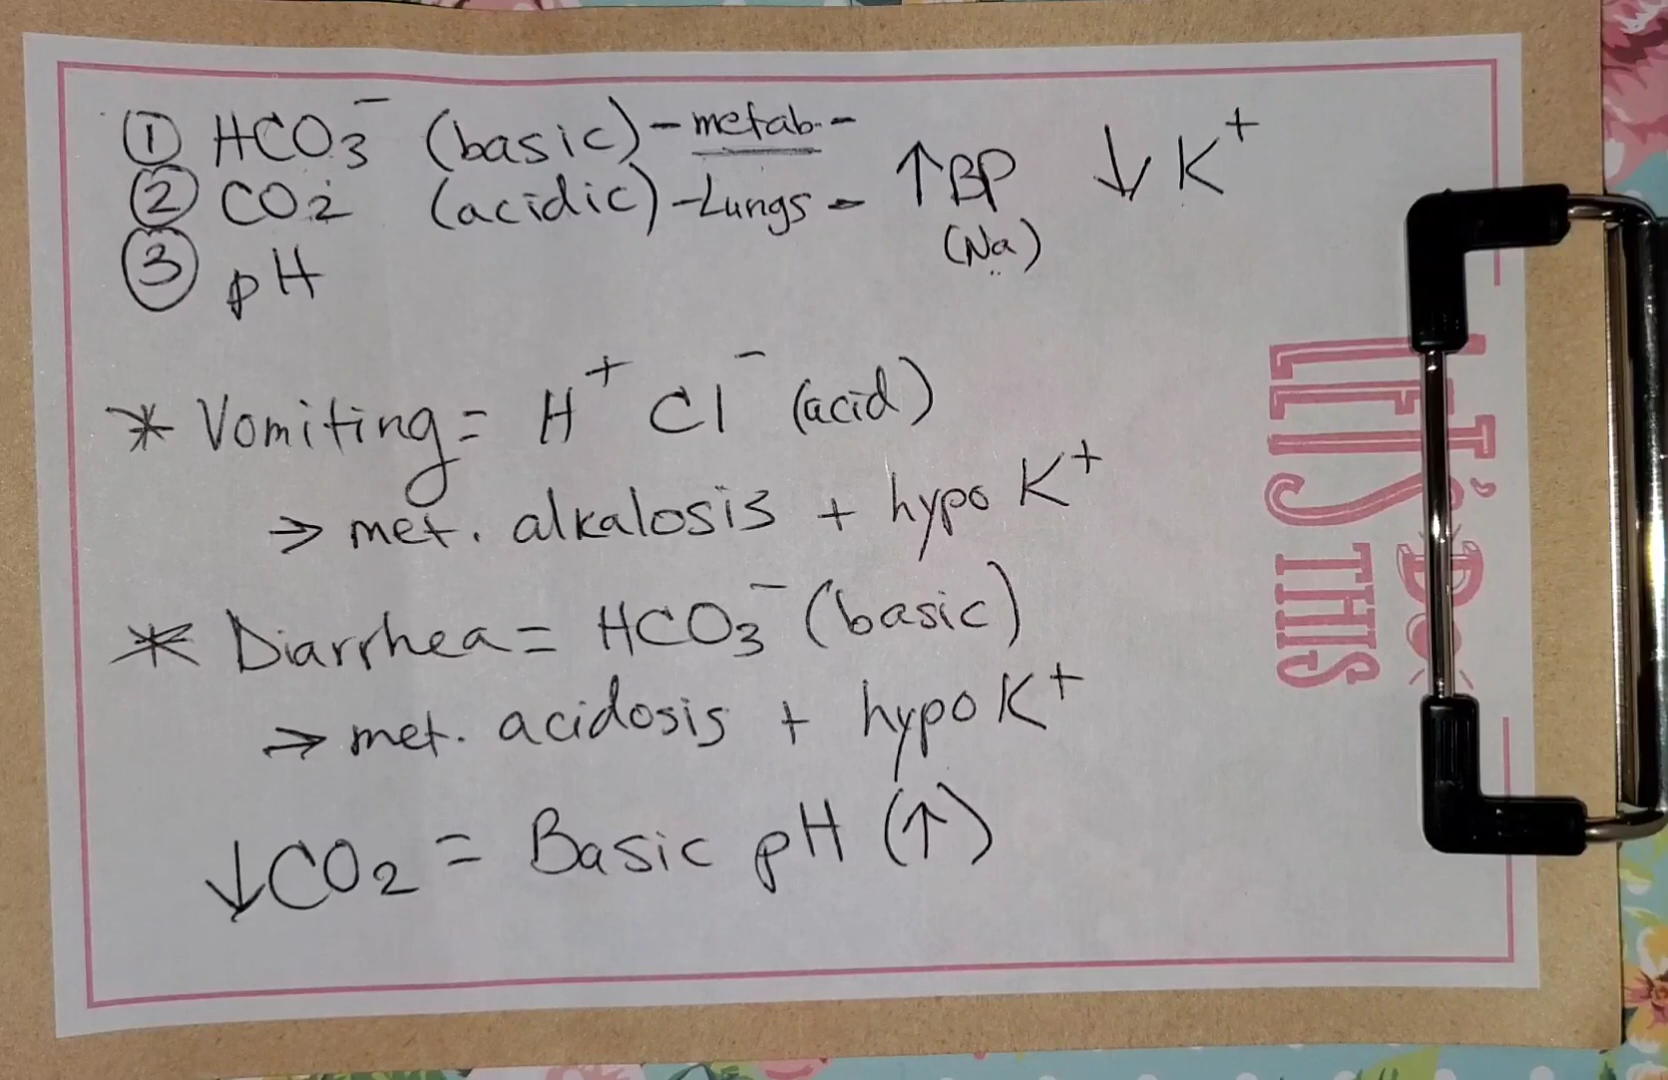 ① HCO₃⁻ (basic) - metab. -
② CO₂ (acidic) - Lungs - ↑BP ↓K⁺
(Na)
③ pH
* Vomiting = H⁺ Cl⁻ (acid)
→ met. alkalosis + hypo K⁺
* Diarrhea = HCO₃⁻ (basic)
→ met. acidosis + hypo K⁺
↓CO₂ = Basic pH (↑)
LET'S DO
THIS